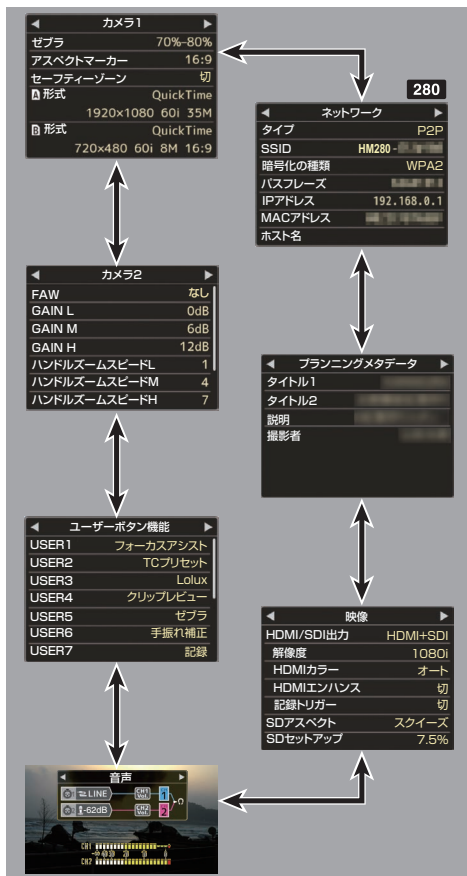 カメラ1
ゼブラ 70%-80%
アスペクトマーカー 16:9
セーフティーゾーン 切
A 形式 QuickTime
1920×1080 60i 35M
B 形式 QuickTime
720×480 60i 8M 16:9
カメラ2
FAW なし
GAIN L 0dB
GAIN M 6dB
GAIN H 12dB
ハンドルズームスピードL 1
ハンドルズームスピードM 4
ハンドルズームスピードH 7
ユーザーボタン機能
USER1 フォーカスアシスト
USER2 TCプリセット
USER3 Lolux
USER4 クリップレビュー
USER5 ゼブラ
USER6 手振れ補正
USER7 記録
音声
LINE CH1 Vol. 1
-62dB CH2 Vol. 2
CH1
-60 40 30 20 10 0
CH2
280
ネットワーク
タイプ P2P
SSID HM280-
暗号化の種類 WPA2
パスフレーズ
IPアドレス 192.168.0.1
MACアドレス
ホスト名
プランニングメタデータ
タイトル1
タイトル2
説明
撮影者
映像
HDMI/SDI出力 HDMI+SDI
解像度 1080i
HDMIカラー オート
HDMIエンハンス 切
記録トリガー 切
SDアスペクト スクイーズ
SDセットアップ 7.5%